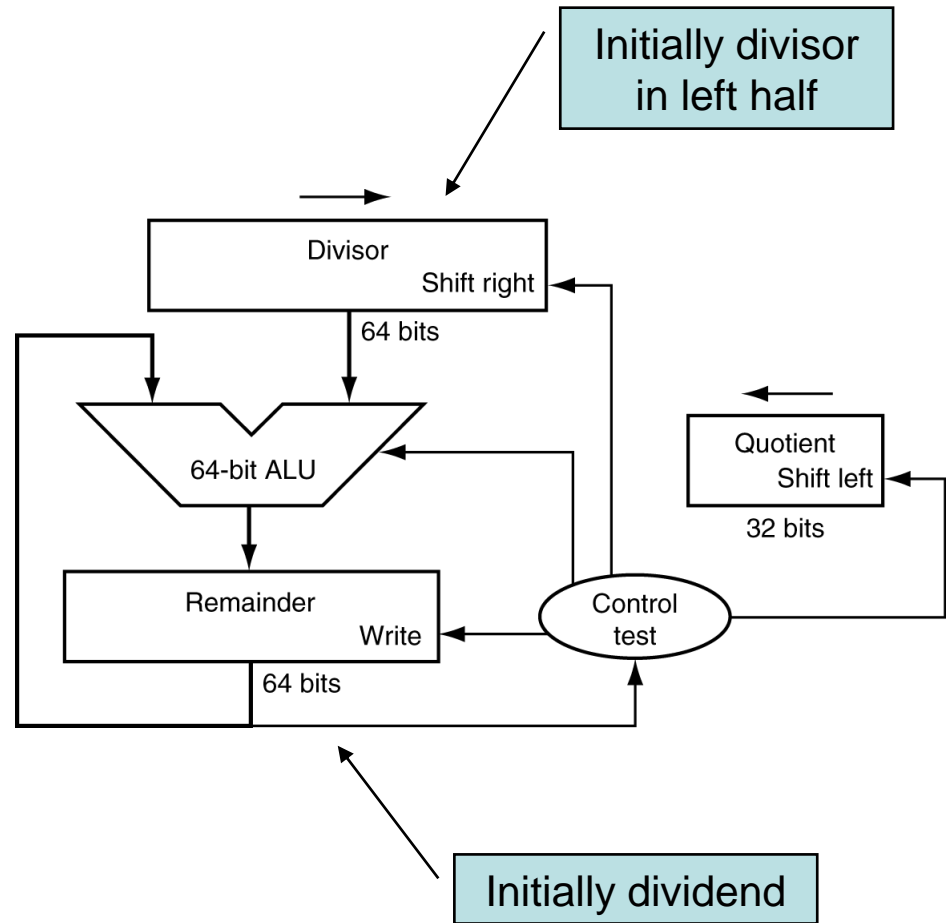 Initially divisor
in left half
Divisor
Shift right
64 bits
64-bit ALU
Quotient
Shift left
32 bits
Remainder
Write
Control
test
64 bits
Initially dividend